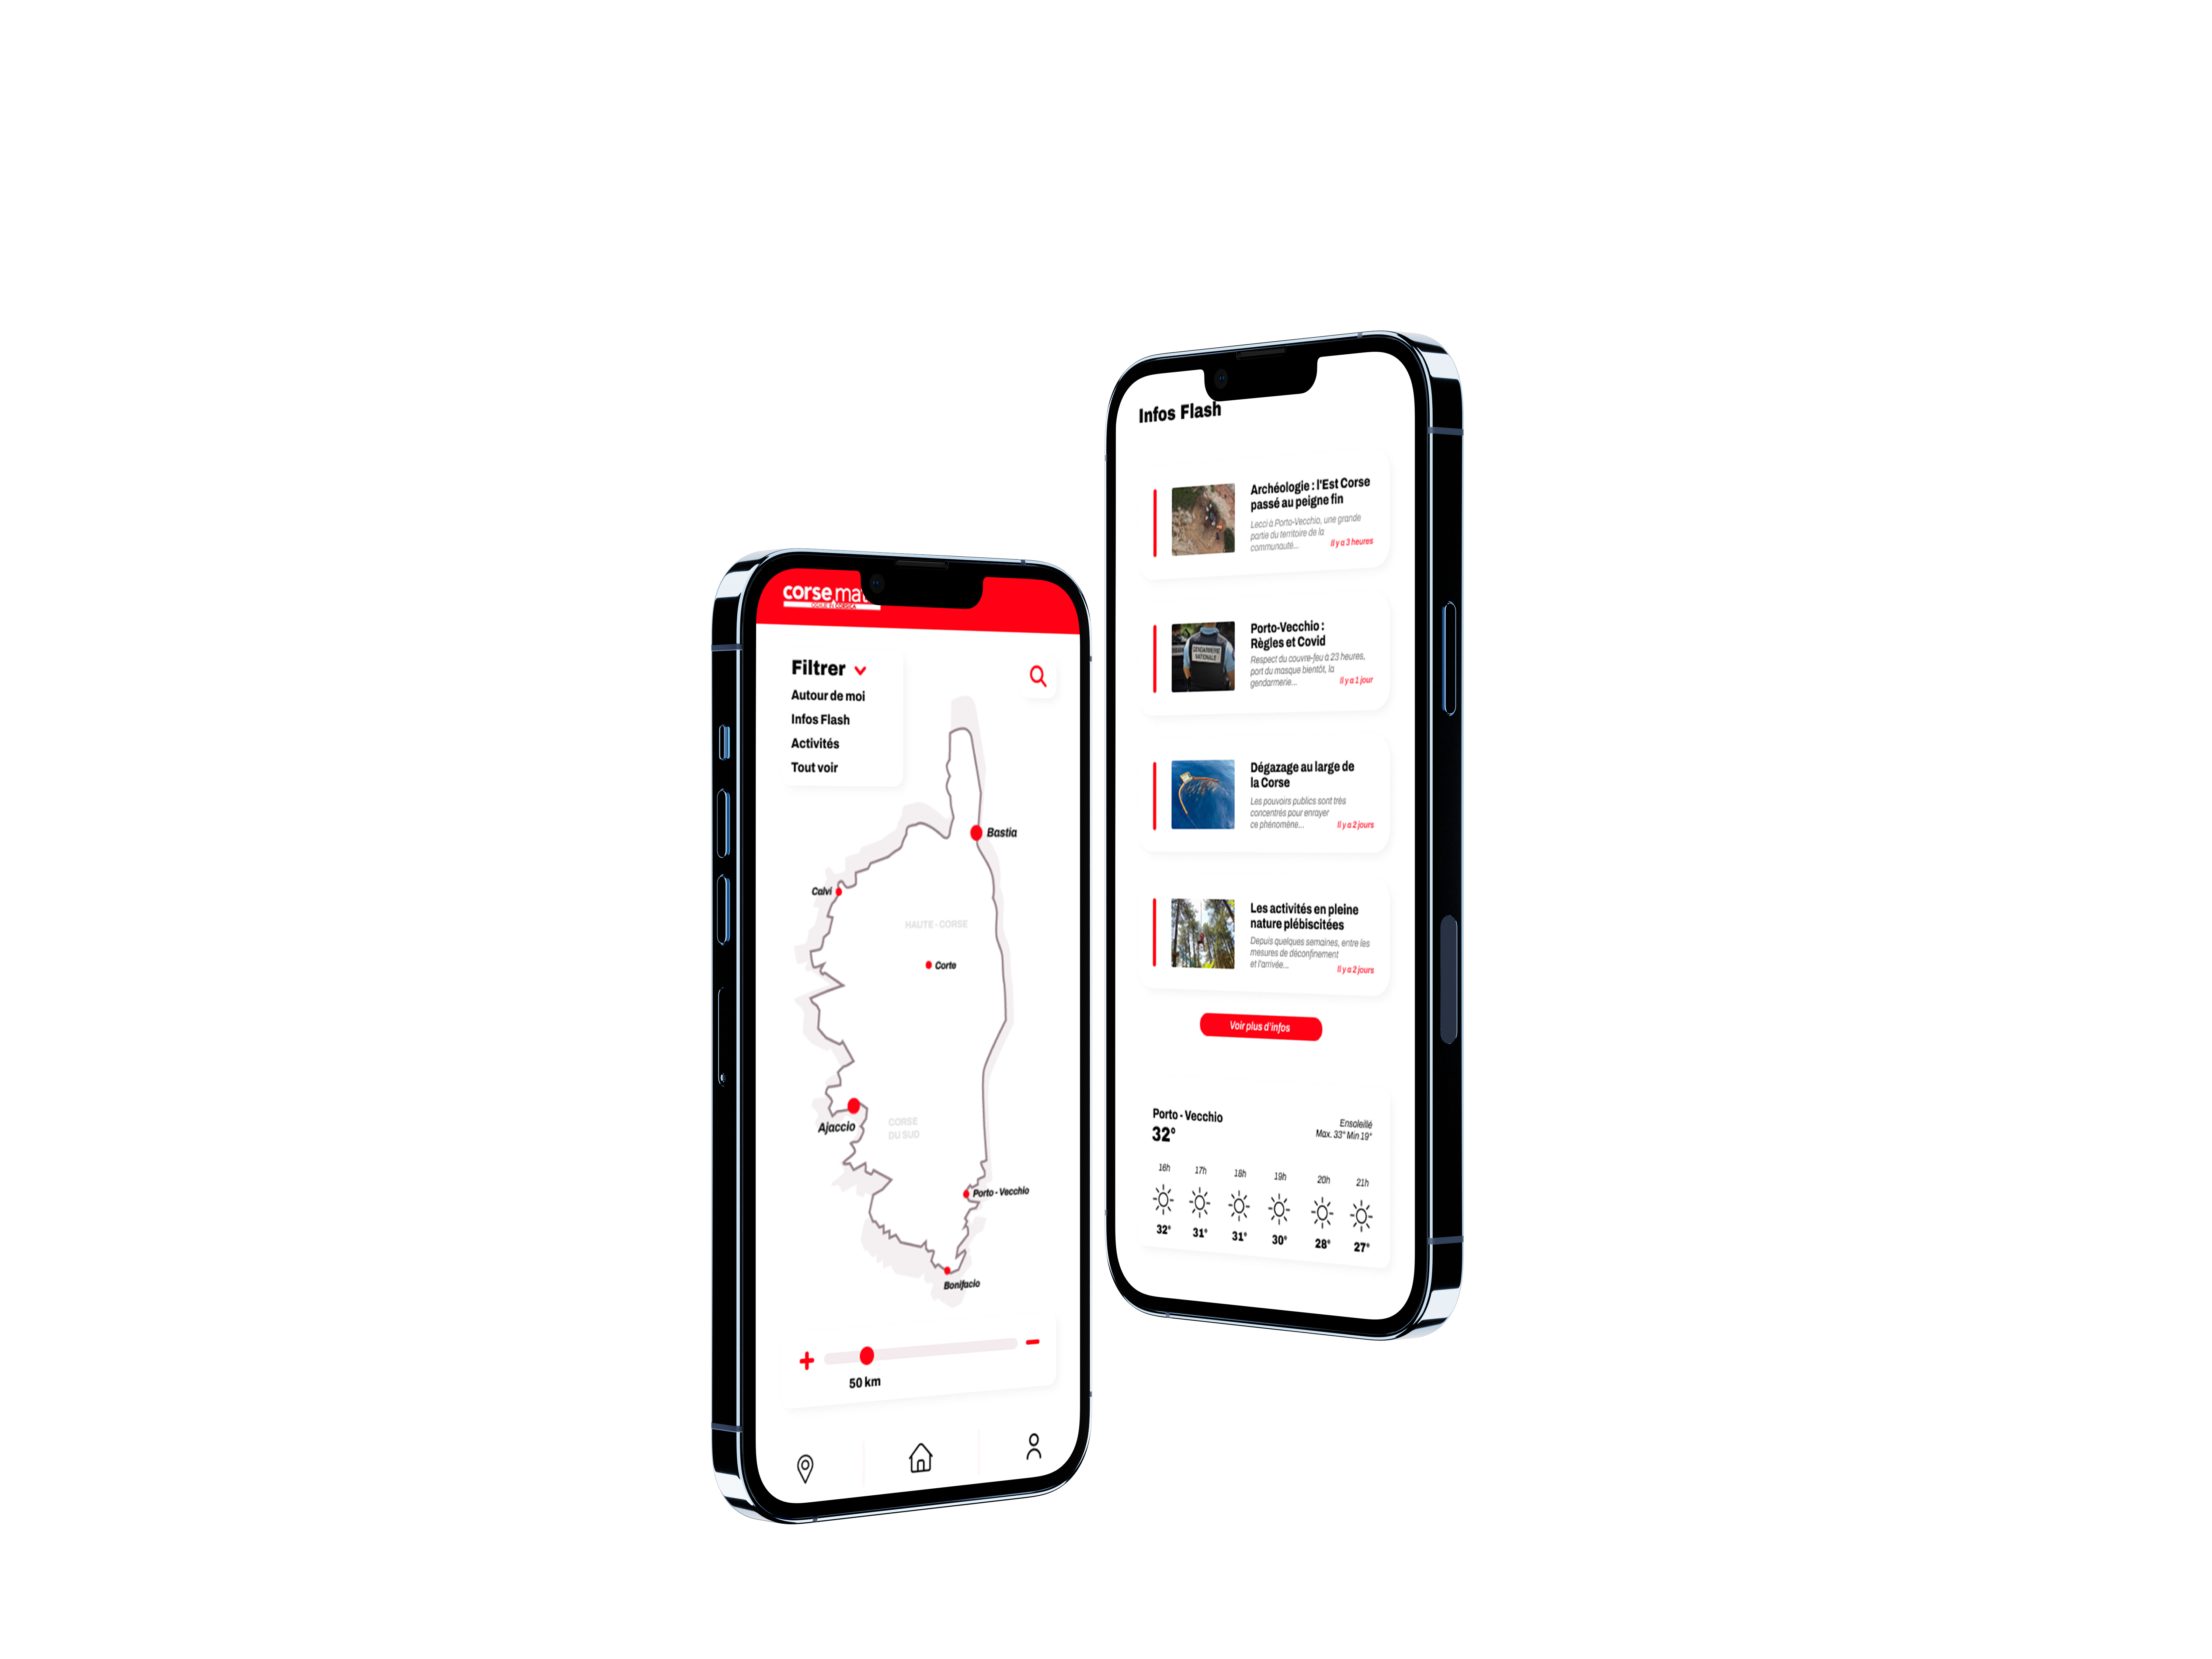 corse mat
Filtrer
Autour de moi
Infos Flash
Activités
Tout voir
Bastia
Calvi
HAUTE - CORSE
Corte
Ajaccio
CORSE
DU SUD
Porto - Vecchio
Bonifacio
50 km
Infos Flash
Archéologie : l'Est Corse
passé au peigne fin
Lecci à Porto-Vecchio, une grande
partie du territoire de la
communauté...
Il y a 3 heures
GENDARMERIE
NATIONALE
Porto-Vecchio :
Règles et Covid
Respect du couvre-feu à 23 heures,
port du masque bientôt, la
gendarmerie...
Il y a 1 jour
Dégazage au large de
la Corse
Les pouvoirs publics sont très
concentrés pour enrayer
ce phénomène...
Il y a 2 jours
Les activités en pleine
nature plébiscitées
Depuis quelques semaines, entre les
mesures de déconfinement
et l'arrivée...
Il y a 2 jours
Voir plus d'infos
Porto - Vecchio
32°
Ensoleillé
Max. 33° Min 19°
16h 17h 18h 19h 20h 21h
32° 31° 31° 30° 28° 27°